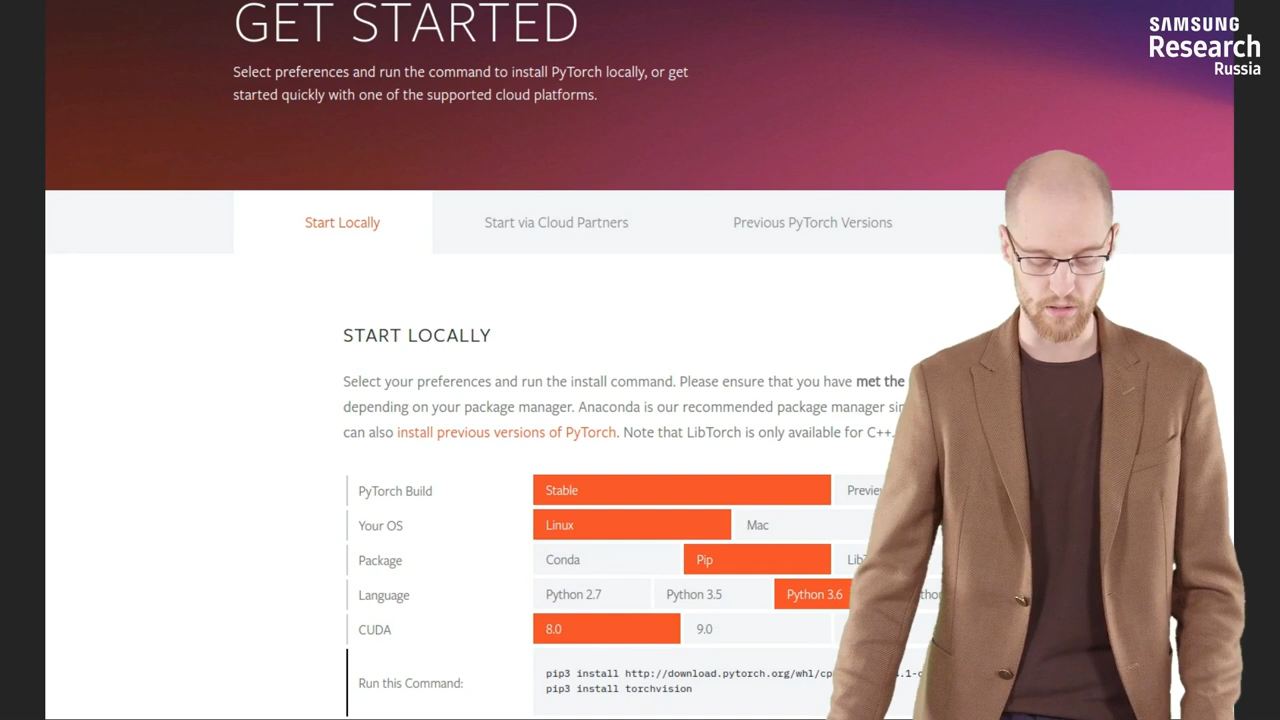 GET STARTED
SAMSUNG
Research
Russia
Select preferences and run the command to install PyTorch locally, or get
started quickly with one of the supported cloud platforms.
Start Locally Start via Cloud Partners Previous PyTorch Versions
START LOCALLY
Select your preferences and run the install command. Please ensure that you have met the
depending on your package manager. Anaconda is our recommended package manager
can also install previous versions of PyTorch. Note that LibTorch is only available for C++.
PyTorch Build Stable
Your OS Linux Mac
Package Conda Pip
Language Python 2.7 Python 3.5 Python 3.6
CUDA 8.0 9.0
Run this Command: pip3 install http://download.pytorch.org/whl/
pip3 install torchvision